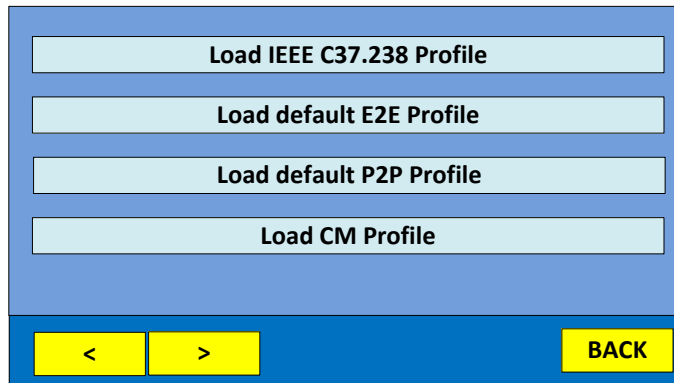 Load IEEE C37.238 Profile
Load default E2E Profile
Load default P2P Profile
Load CM Profile
< > BACK